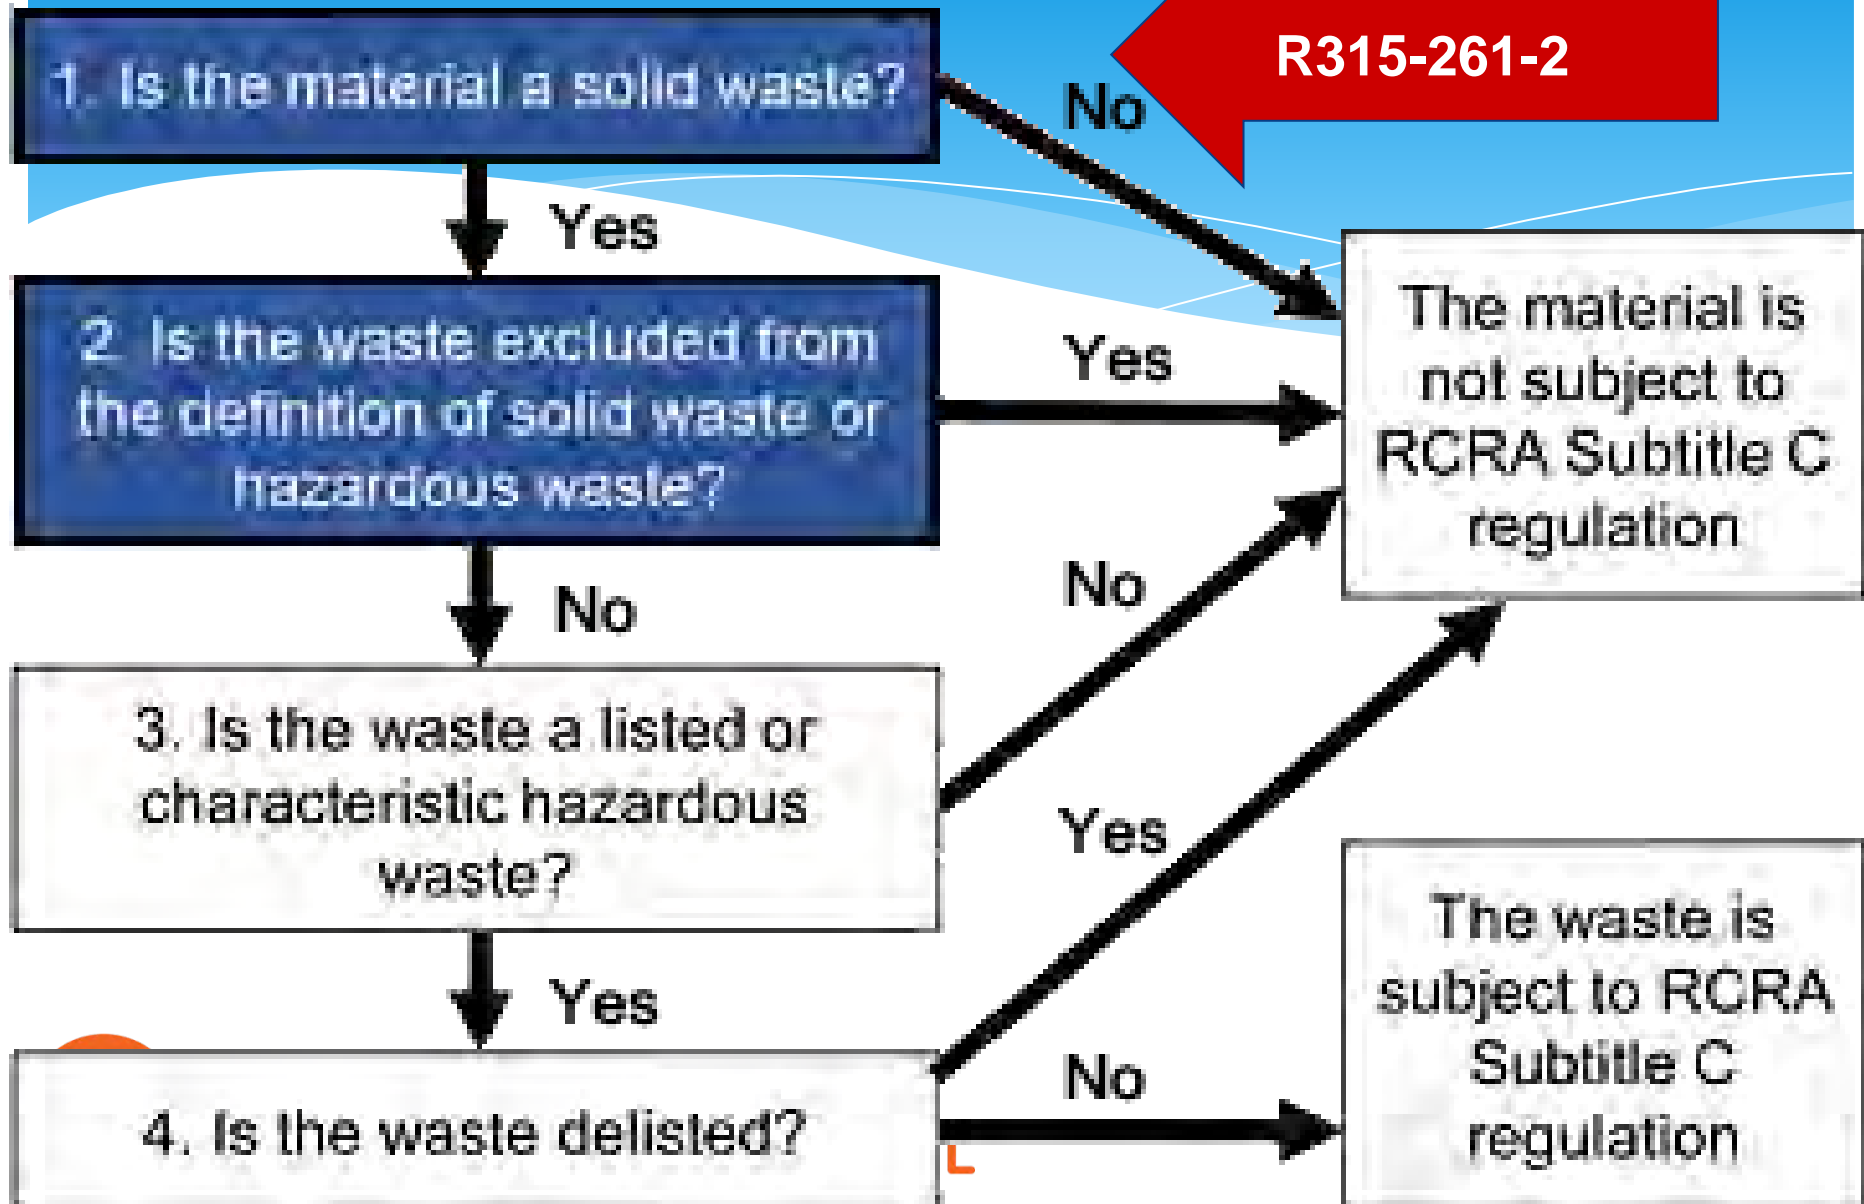 1. Is the material a solid waste?
R315-261-2
No
Yes
2. Is the waste excluded from
the definition of solid waste or
hazardous waste?
Yes
The material is
not subject to
RCRA Subtitle C
regulation
No
No
3. Is the waste a listed or
characteristic hazardous
waste?
Yes
Yes
4. Is the waste delisted?
No
The waste is
subject to RCRA
Subtitle C
regulation